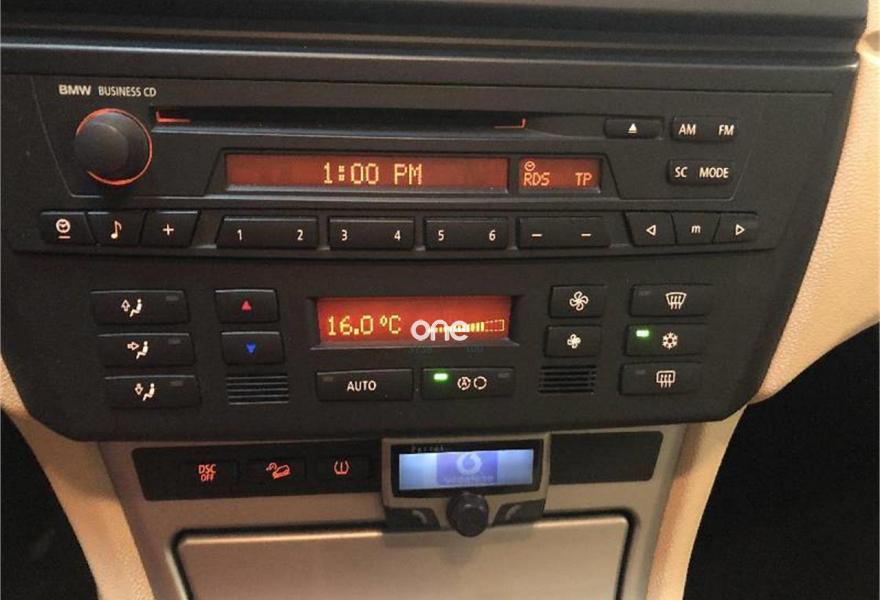 BMW BUSINESS CD
AM FM
1:00 PM
RDS TP
SC MODE
+ 1 2 3 4 5 6 – – m
16.0°C
one
AUTO
A
DSC
OFF
Parrot
vodafone